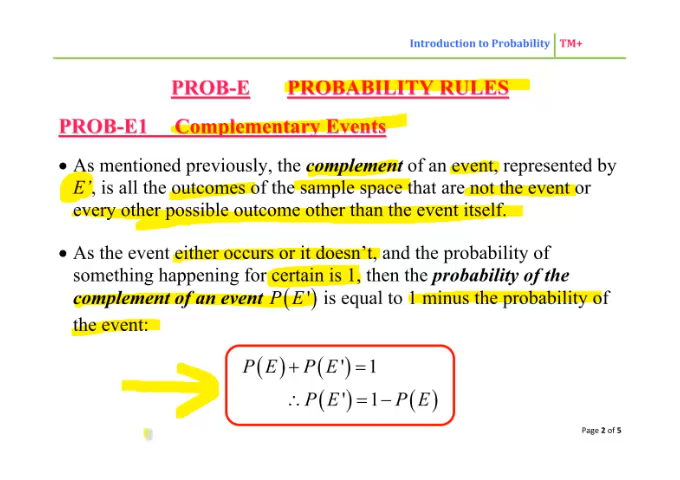 Introduction to Probability TM+
PROB-E PROBABILITY RULES
PROB-E1 Complementary Events
• As mentioned previously, the complement of an event, represented by
E', is all the outcomes of the sample space that are not the event or
every other possible outcome other than the event itself.
• As the event either occurs or it doesn't, and the probability of
something happening for certain is 1, then the probability of the
complement of an event P(E') is equal to 1 minus the probability of
the event:
P(E)+P(E')=1
∴ P(E')=1−P(E)
Page 2 of 5